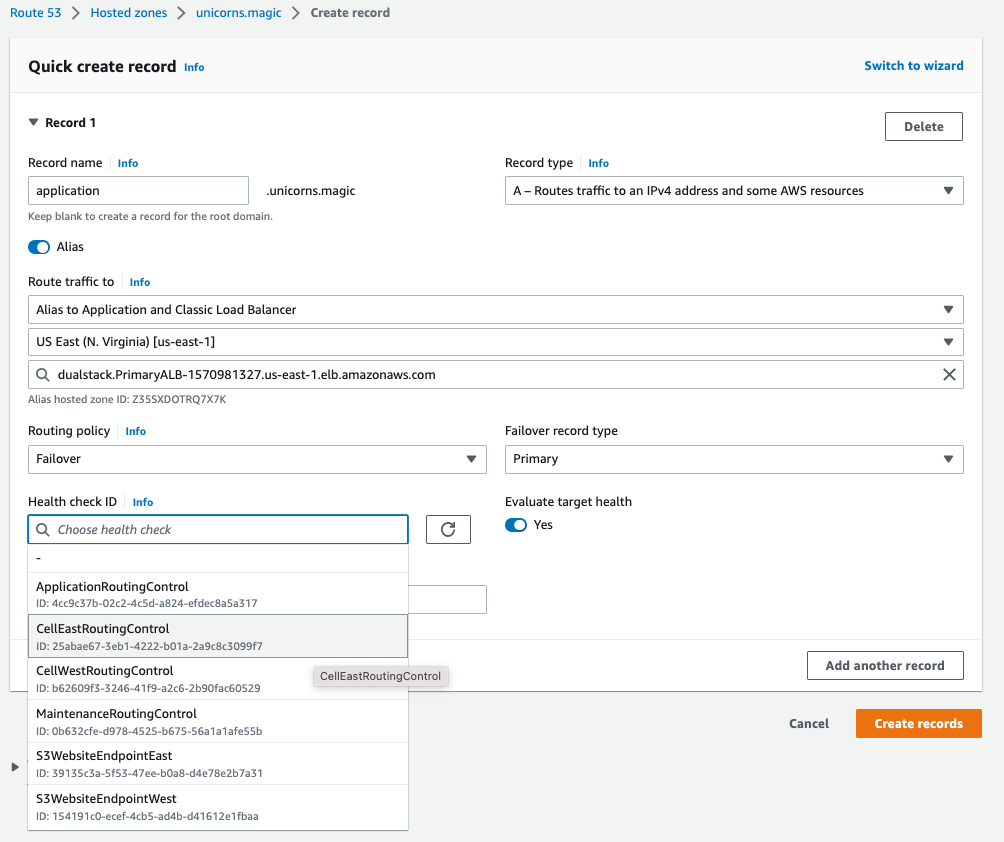 Route 53 > Hosted zones > unicorns.magic > Create record
Quick create record Info
Switch to wizard
Record 1
Delete
Record name Info
application .unicorns.magic
Keep blank to create a record for the root domain.
Record type Info
A – Routes traffic to an IPv4 address and some AWS resources
Alias
Route traffic to Info
Alias to Application and Classic Load Balancer
US East (N. Virginia) [us-east-1]
dualstack.PrimaryALB-1570981327.us-east-1.elb.amazonaws.com
Alias hosted zone ID: Z35SXDOTRQ7X7K
Routing policy Info
Failover
Failover record type
Primary
Health check ID Info
Choose health check
Evaluate target health
Yes
-
ApplicationRoutingControl
ID: 4cc9c37b-02c2-4c5d-a824-efdec8a5a317
CellEastRoutingControl
ID: 25abae67-3eb1-4222-b01a-2a9c8c3099f7
CellWestRoutingControl
ID: b62609f3-3246-41f9-a2c6-2b90fac60529
CellEastRoutingControl
MaintenanceRoutingControl
ID: 0b632cfe-d978-4525-b675-56a1a1afe55b
S3WebsiteEndpointEast
ID: 39135c3a-5f53-47ee-b0a8-d4e78e2b7a31
S3WebsiteEndpointWest
ID: 154191c0-ecef-4cb5-ad4b-d41612e1fbaa
Add another record
Cancel
Create records